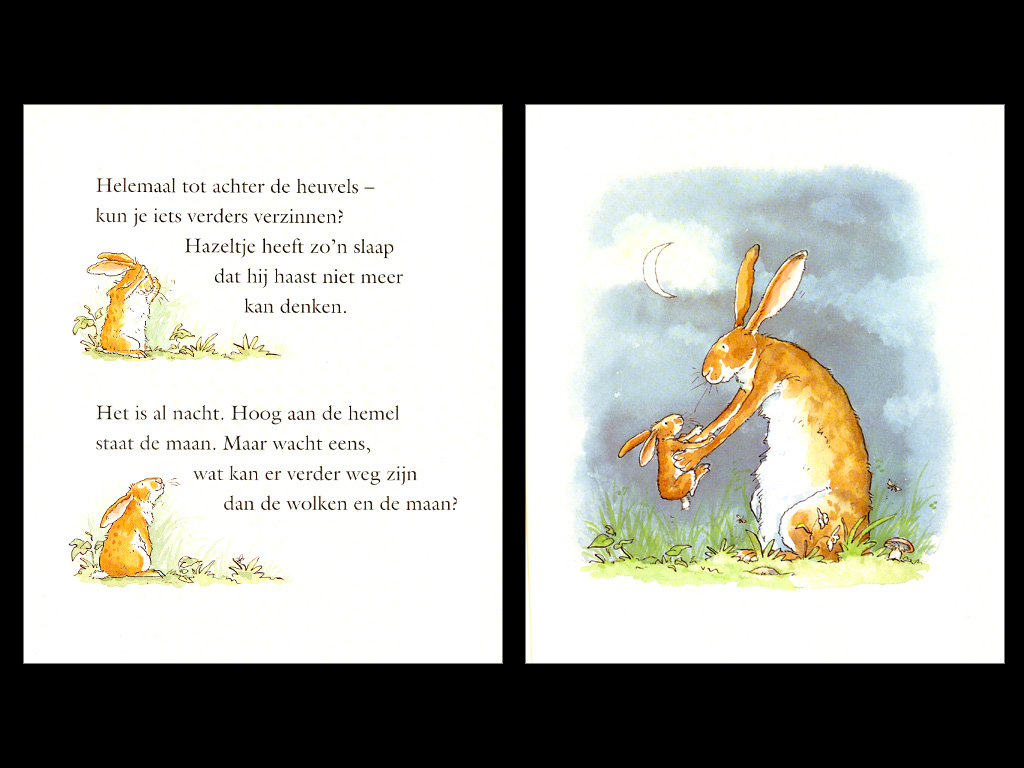 Helemaal tot achter de heuvels –
kun je iets verders verzinnen?
Hazeltje heeft zo’n slaap
dat hij haast niet meer
kan denken.
Het is al nacht. Hoog aan de hemel
staat de maan. Maar wacht eens,
wat kan er verder weg zijn
dan de wolken en de maan?